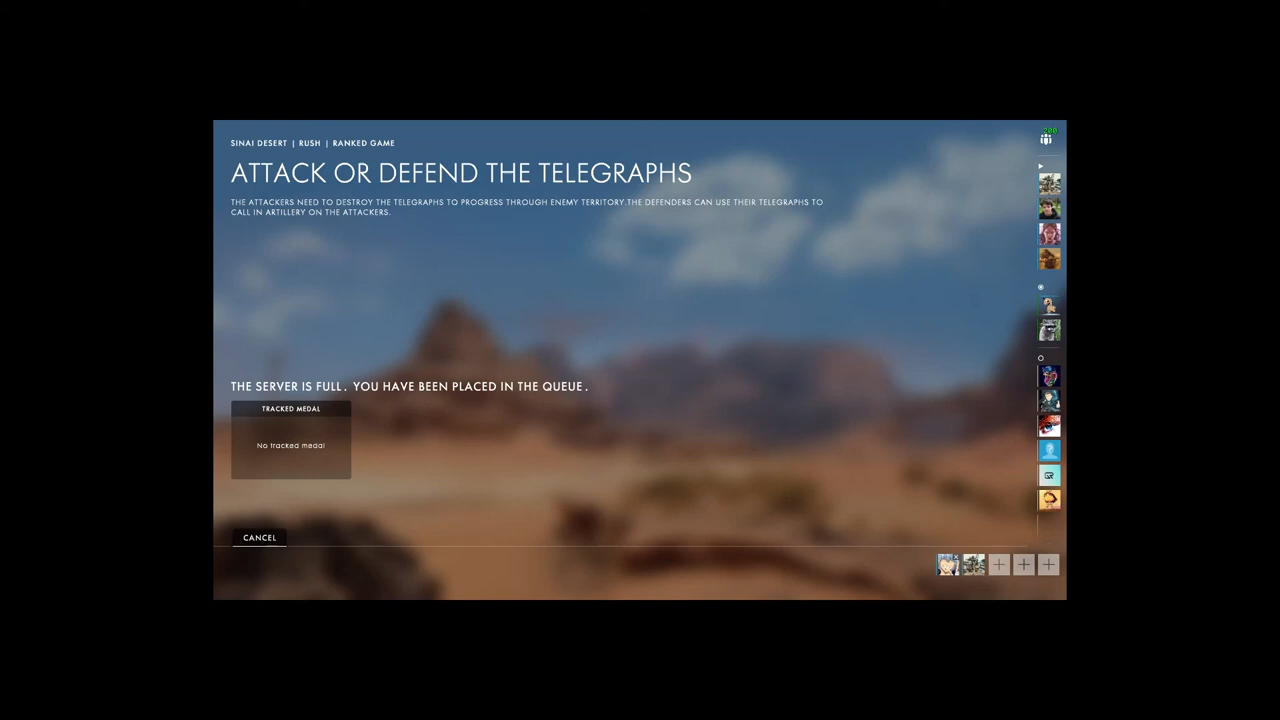 200
SINAI DESERT | RUSH | RANKED GAME
ATTACK OR DEFEND THE TELEGRAPHS
THE ATTACKERS NEED TO DESTROY THE TELEGRAPHS TO PROGRESS THROUGH ENEMY TERRITORY.THE DEFENDERS CAN USE THEIR TELEGRAPHS TO
CALL IN ARTILLERY ON THE ATTACKERS.
THE SERVER IS FULL. YOU HAVE BEEN PLACED IN THE QUEUE.
TRACKED MEDAL
No tracked medal
CANCEL